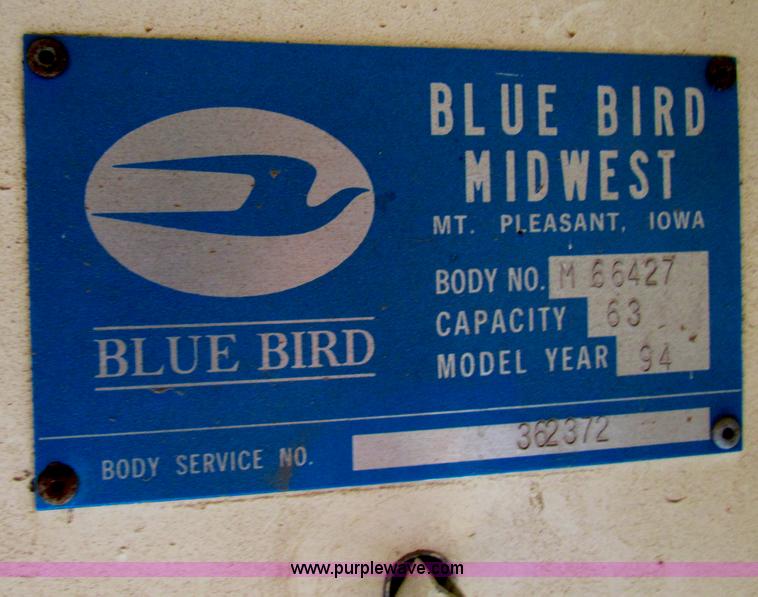 BLUE BIRD
MIDWEST
MT. PLEASANT, IOWA
BODY NO. M 66427
CAPACITY 63
MODEL YEAR 94
BLUE BIRD
BODY SERVICE NO. 362372
www.purplewave.com